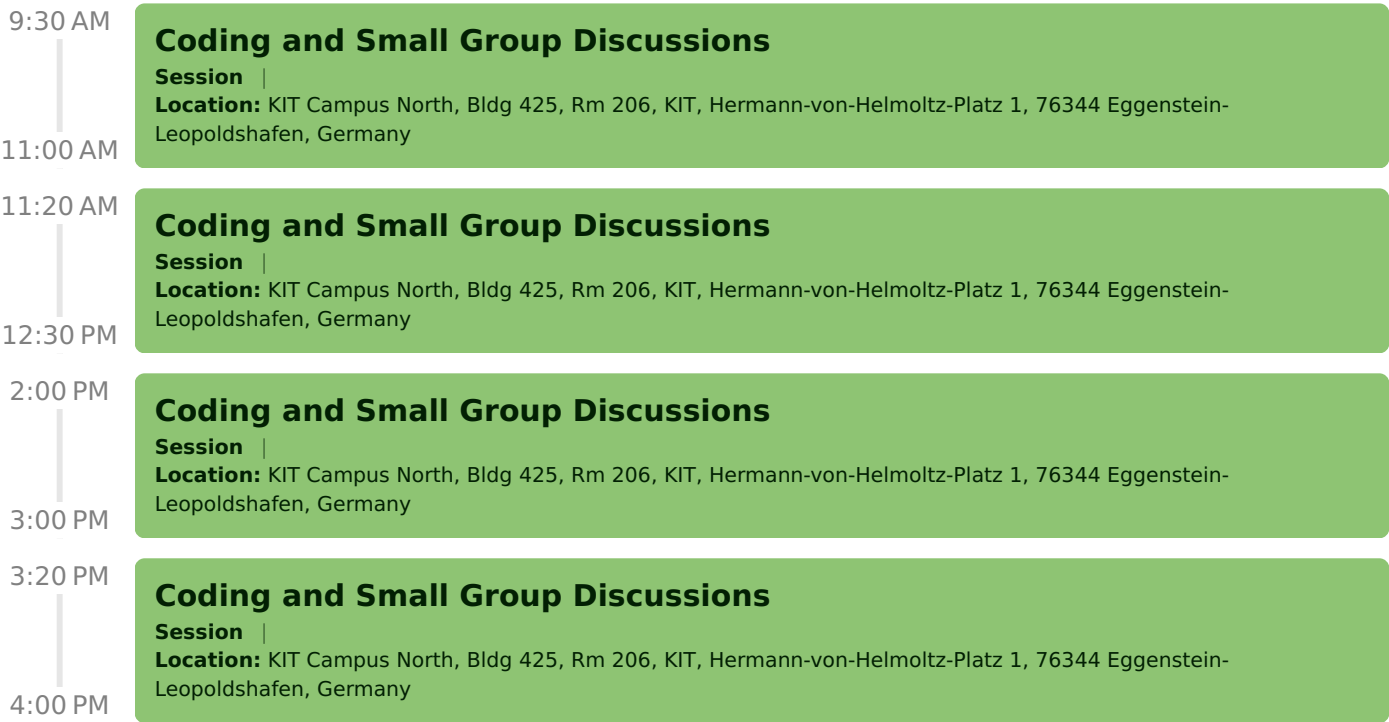 9:30 AM
Coding and Small Group Discussions
Session |
Location: KIT Campus North, Bldg 425, Rm 206, KIT, Hermann-von-Helmoltz-Platz 1, 76344 Eggenstein-
Leopoldshafen, Germany
11:00 AM
11:20 AM
Coding and Small Group Discussions
Session |
Location: KIT Campus North, Bldg 425, Rm 206, KIT, Hermann-von-Helmoltz-Platz 1, 76344 Eggenstein-
Leopoldshafen, Germany
12:30 PM
2:00 PM
Coding and Small Group Discussions
Session |
Location: KIT Campus North, Bldg 425, Rm 206, KIT, Hermann-von-Helmoltz-Platz 1, 76344 Eggenstein-
Leopoldshafen, Germany
3:00 PM
3:20 PM
Coding and Small Group Discussions
Session |
Location: KIT Campus North, Bldg 425, Rm 206, KIT, Hermann-von-Helmoltz-Platz 1, 76344 Eggenstein-
Leopoldshafen, Germany
4:00 PM